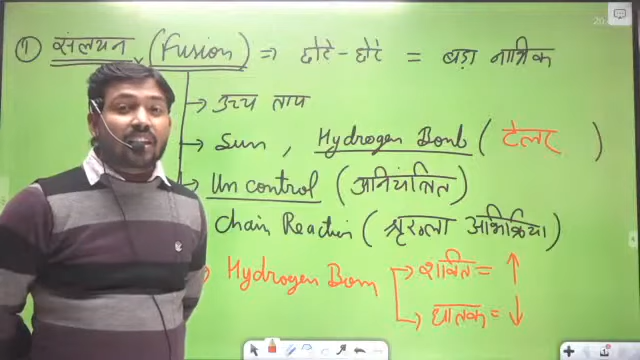 ① संलयन (Fusion) ⇒ छोटे-छोटे = बड़ा नाभिक
→ उच्च ताप
→ Sun, Hydrogen Bomb (टेलर)
→ Un control (अनियंत्रित)
Chain Reaction (श्रृंखला अभिक्रिया)
Hydrogen Bom → शक्ति = ↑
→ घातक = ↓